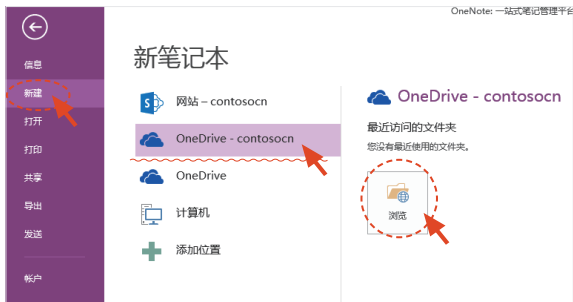 OneNote: 一站式笔记管理平台
信息
新建
打开
打印
共享
导出
发送
帐户
新笔记本
网站 – contosocn
OneDrive - contosocn
OneDrive
计算机
添加位置
OneDrive - contosocn
最近访问的文件夹
您没有最近使用的文件夹。
浏览